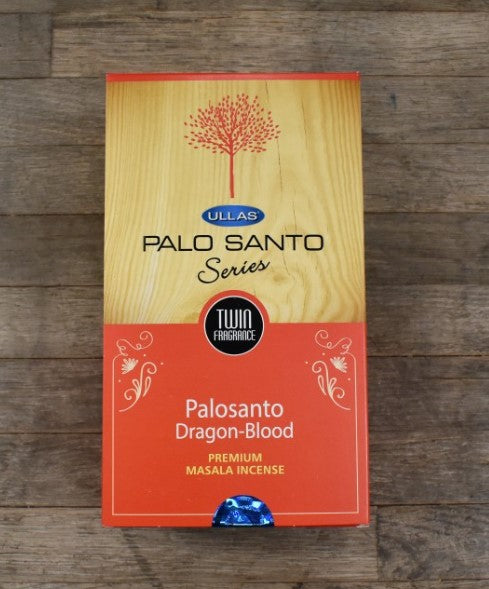 ULLAS®
PALO SANTO
Series
TWIN
FRAGRANCE
Palosanto
Dragon-Blood
PREMIUM
MASALA INCENSE